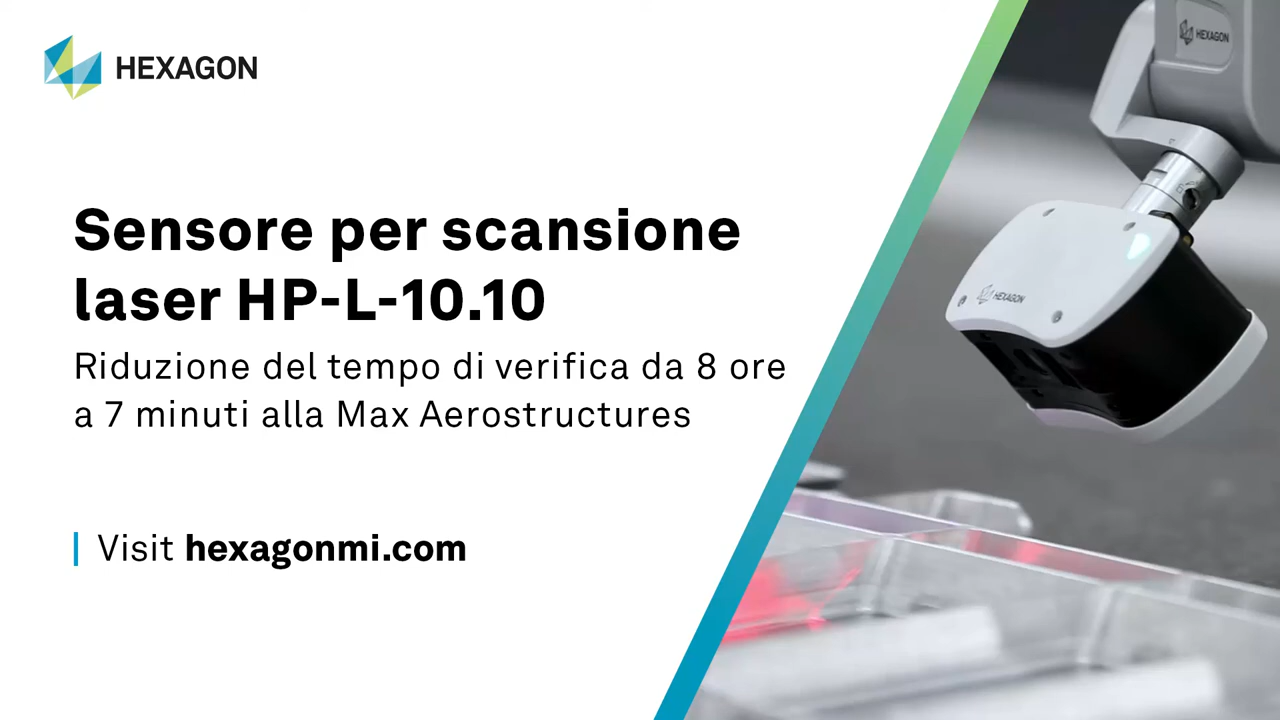 HEXAGON
Sensore per scansione
laser HP-L-10.10
Riduzione del tempo di verifica da 8 ore
a 7 minuti alla Max Aerostructures
Visit hexagonmi.com
HEXAGON
HEXAGON